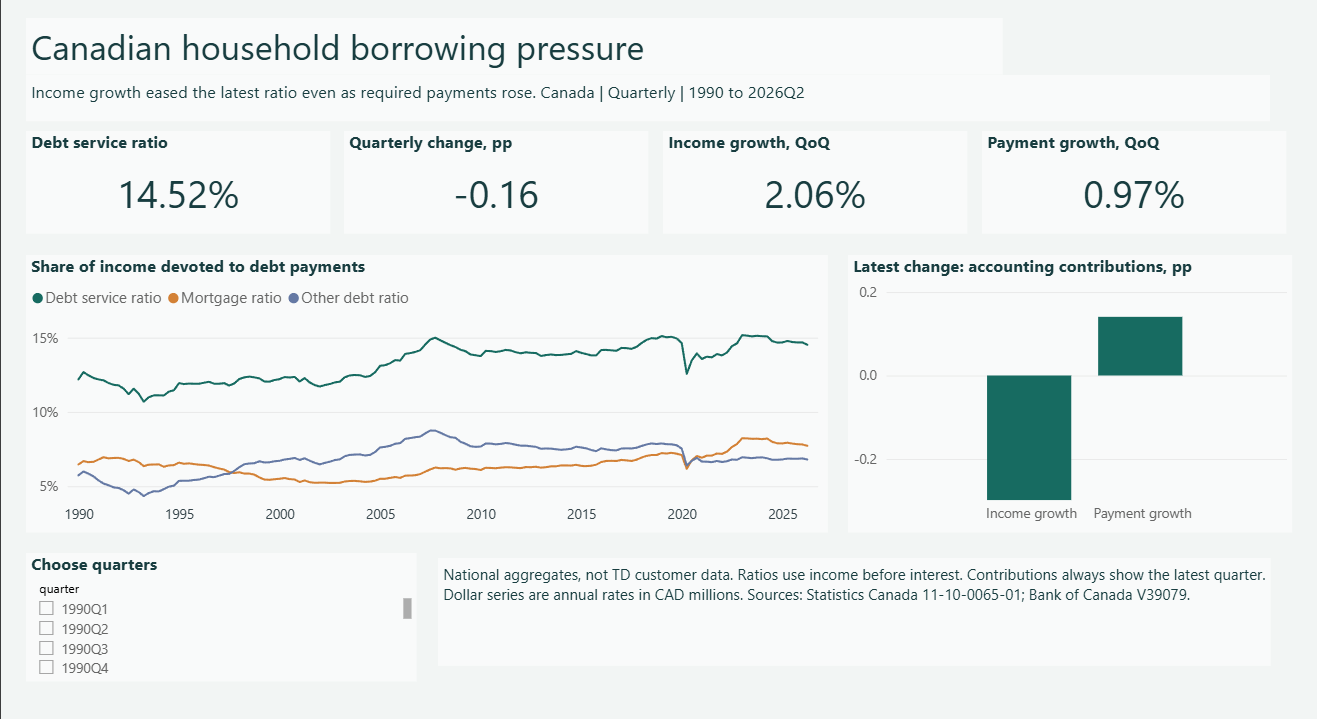 Canadian household borrowing pressure
Income growth eased the latest ratio even as required payments rose. Canada | Quarterly | 1990 to 2026Q2
Debt service ratio
14.52%
Quarterly change, pp
-0.16
Income growth, QoQ
2.06%
Payment growth, QoQ
0.97%
Share of income devoted to debt payments
Debt service ratio Mortgage ratio Other debt ratio
15%
10%
5%
1990 1995 2000 2005 2010 2015 2020 2025
Latest change: accounting contributions, pp
0.2
0.0
-0.2
Income growth Payment growth
Choose quarters
quarter
1990Q1
1990Q2
1990Q3
1990Q4
National aggregates, not TD customer data. Ratios use income before interest. Contributions always show the latest quarter.
Dollar series are annual rates in CAD millions. Sources: Statistics Canada 11-10-0065-01; Bank of Canada V39079.